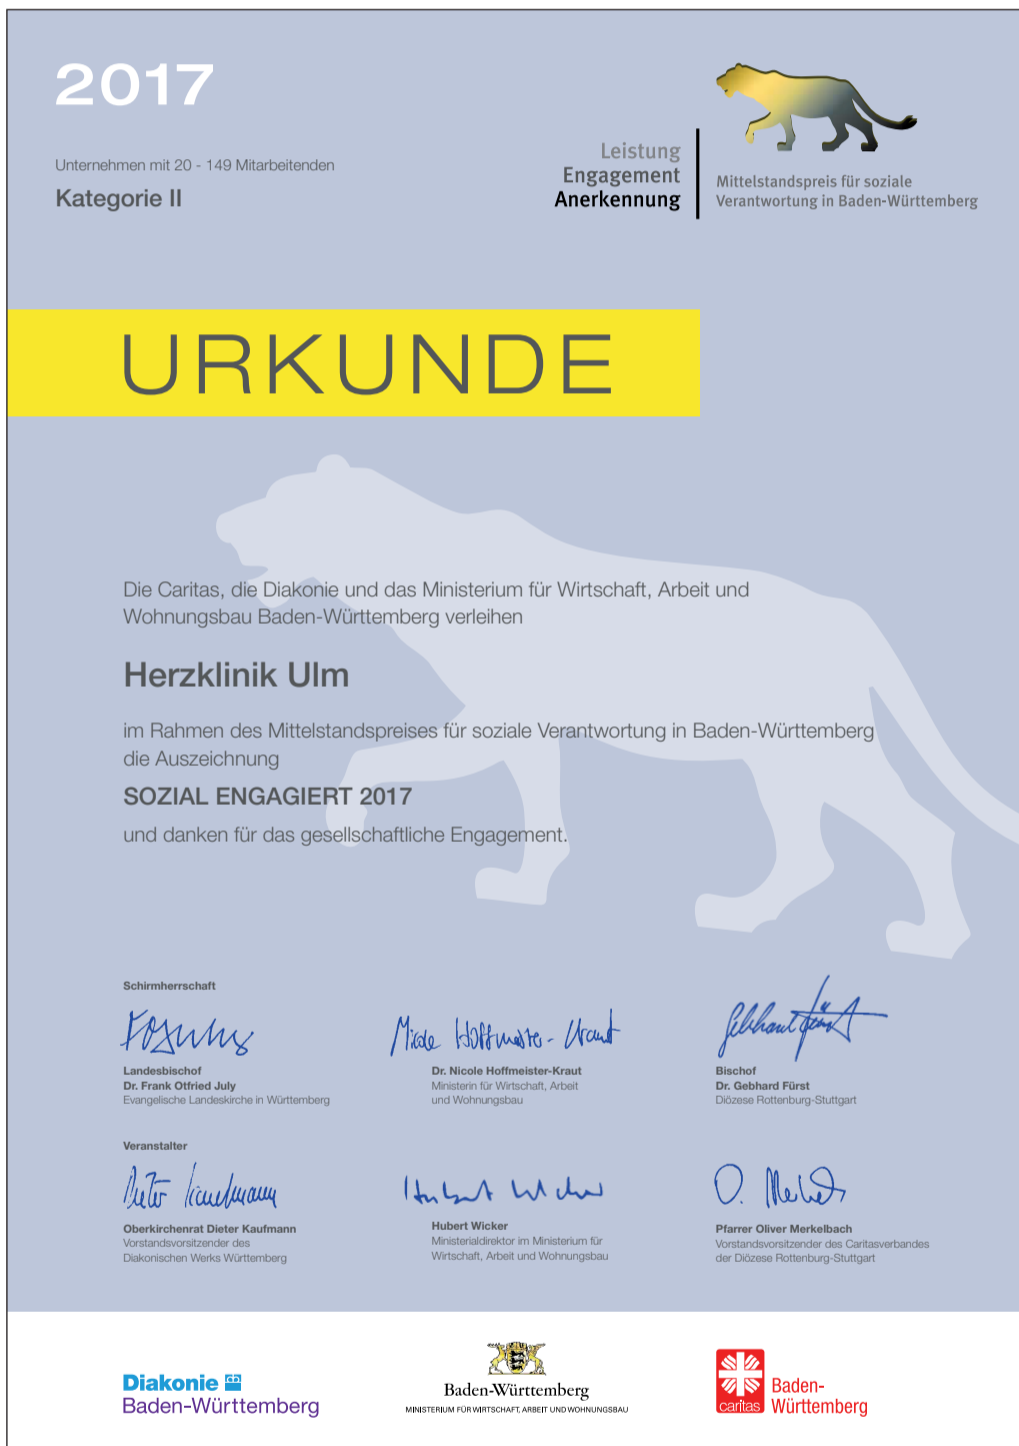 2017
Unternehmen mit 20 - 149 Mitarbeitenden
Kategorie II
Leistung
Engagement
Anerkennung
Mittelstandspreis für soziale
Verantwortung in Baden-Württemberg
URKUNDE
Die Caritas, die Diakonie und das Ministerium für Wirtschaft, Arbeit und
Wohnungsbau Baden-Württemberg verleihen
Herzklinik Ulm
im Rahmen des Mittelstandspreises für soziale Verantwortung in Baden-Württemberg
die Auszeichnung
SOZIAL ENGAGIERT 2017
und danken für das gesellschaftliche Engagement.
Schirmherrschaft
Nicole Hoffmeister-Kraut
Gebhard Fürst
Landesbischof
Dr. Frank Otfried July
Evangelische Landeskirche in Württemberg
Dr. Nicole Hoffmeister-Kraut
Ministerin für Wirtschaft, Arbeit
und Wohnungsbau
Bischof
Dr. Gebhard Fürst
Diözese Rottenburg-Stuttgart
Veranstalter
Dieter Kaufmann
Hubert Wicker
O. Merkelbach
Oberkirchenrat Dieter Kaufmann
Vorstandsvorsitzender des
Diakonischen Werks Württemberg
Hubert Wicker
Ministerialdirektor im Ministerium für
Wirtschaft, Arbeit und Wohnungsbau
Pfarrer Oliver Merkelbach
Vorstandsvorsitzender des Caritasverbandes
der Diözese Rottenburg-Stuttgart
Diakonie
Baden-Württemberg
Baden-Württemberg
MINISTERIUM FÜR WIRTSCHAFT, ARBEIT UND WOHNUNGSBAU
caritas
Baden-
Württemberg